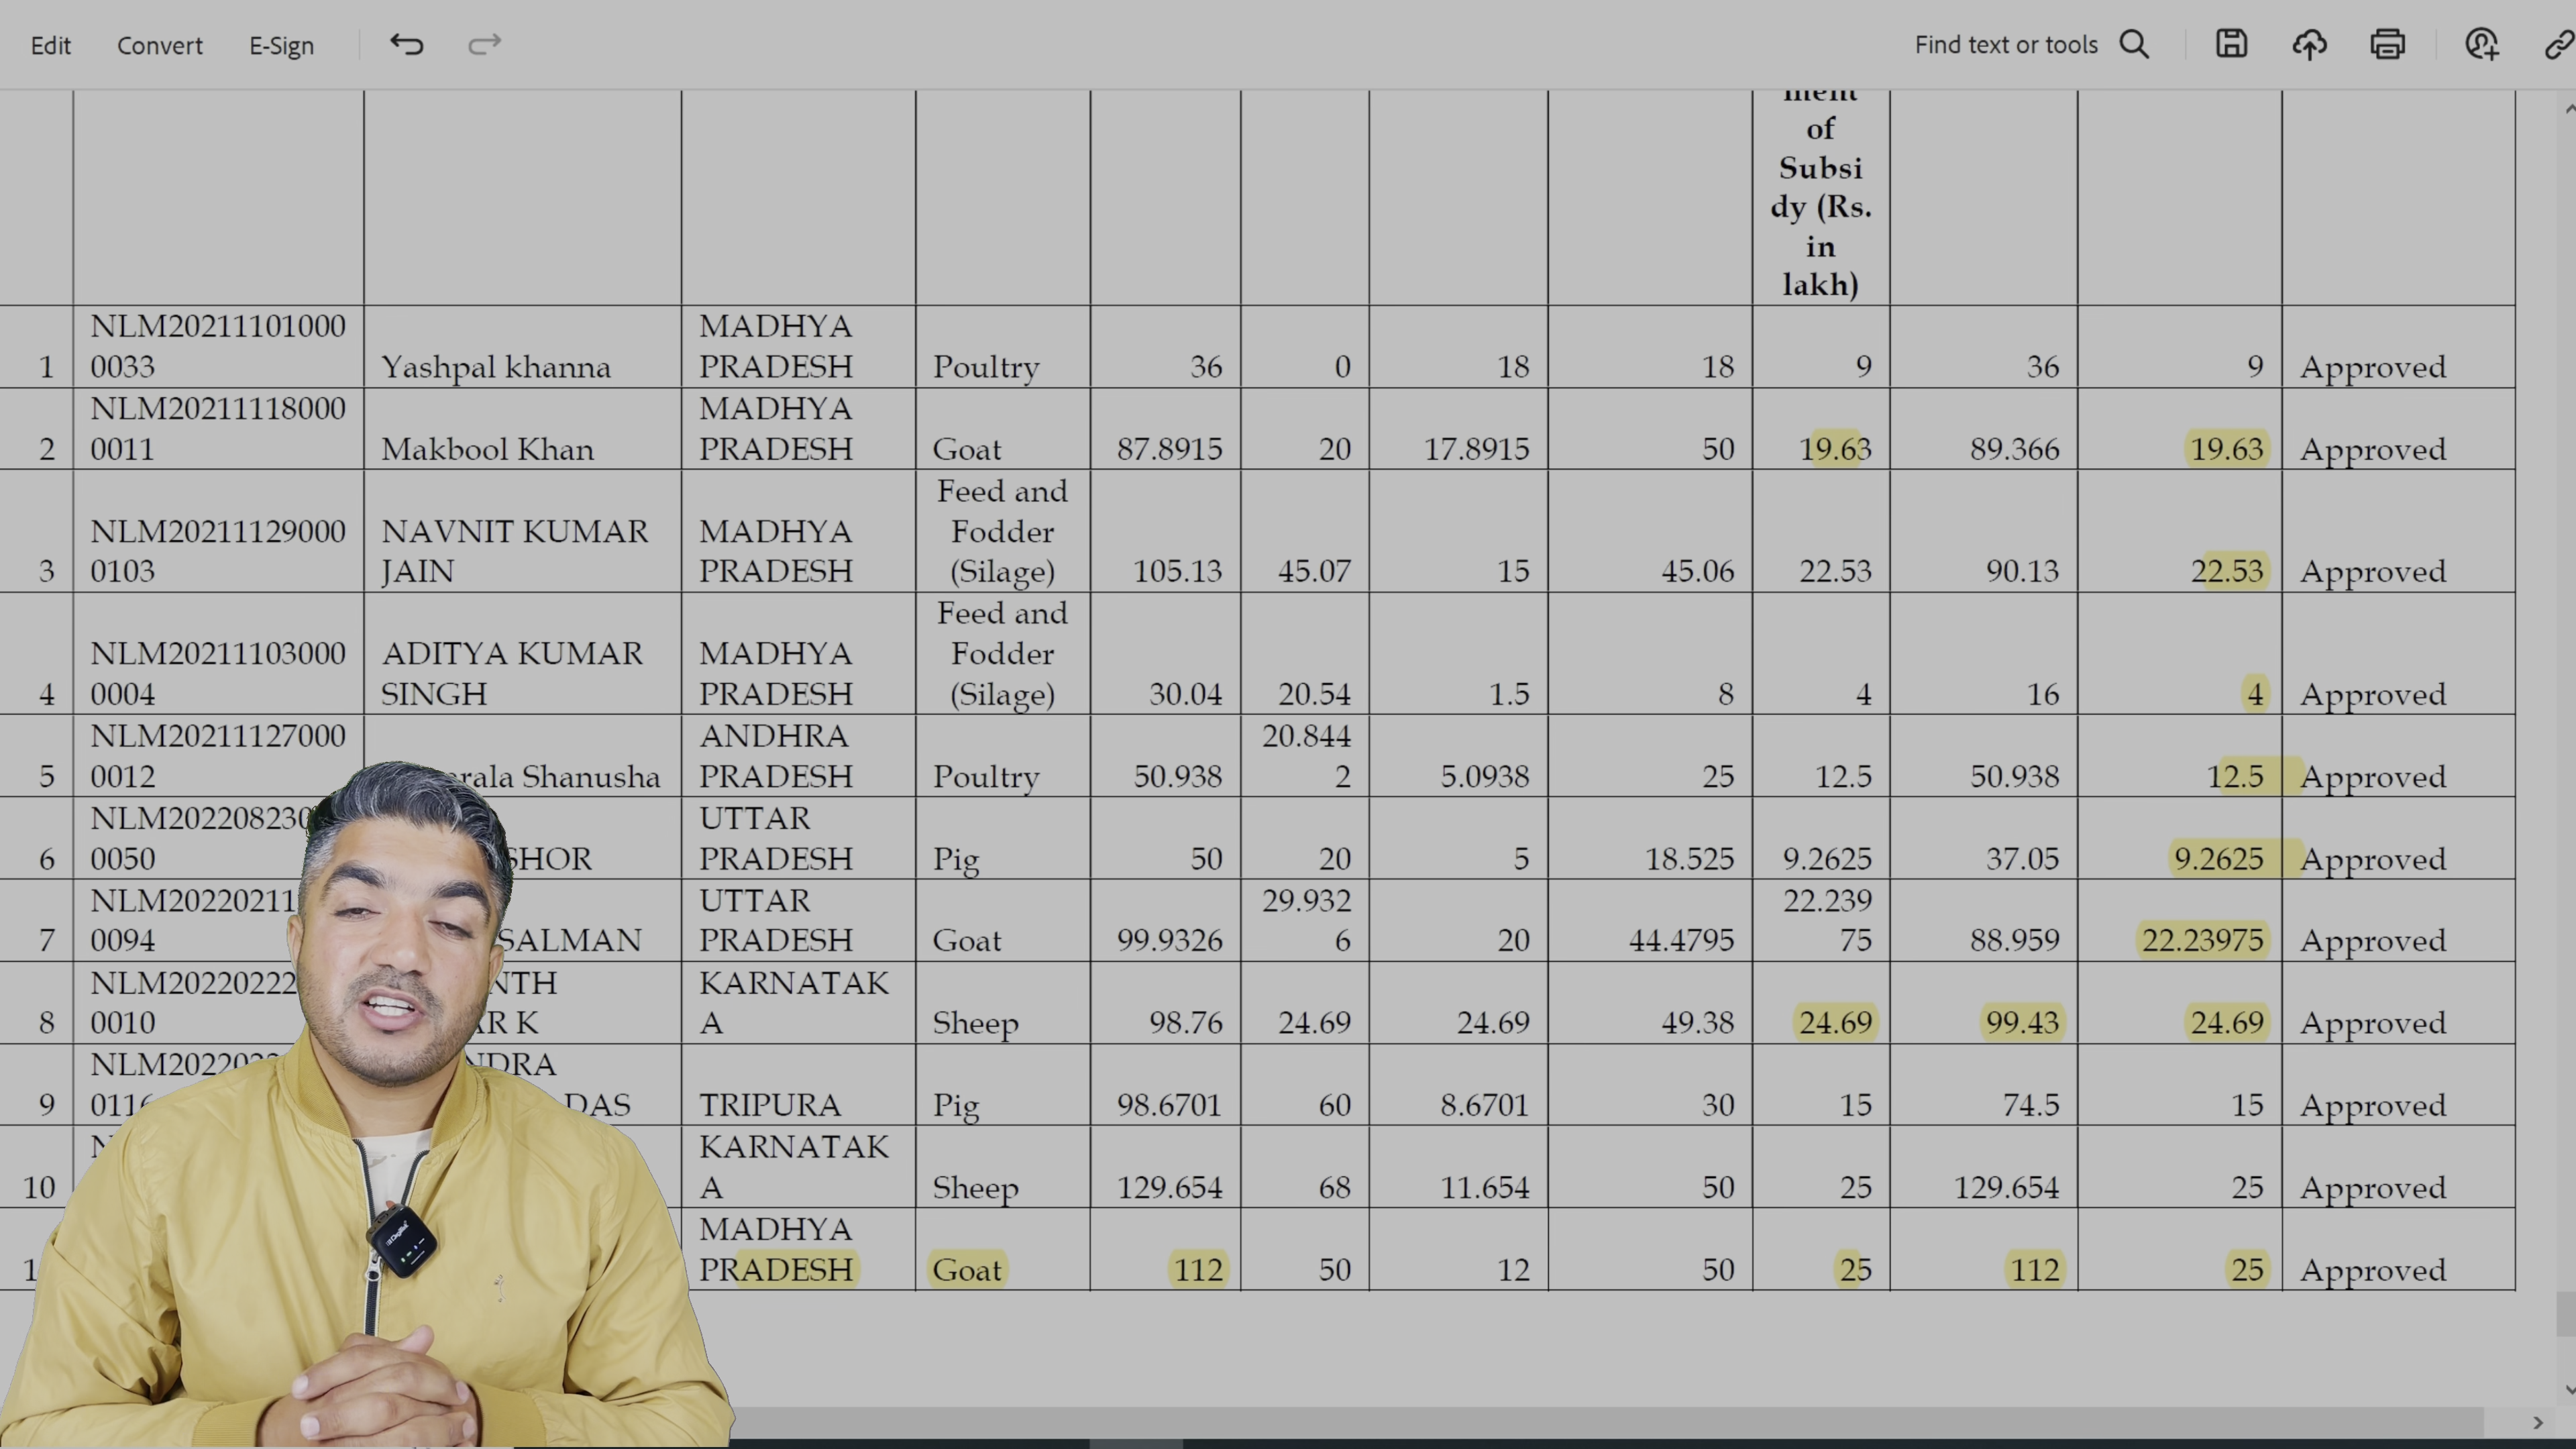 Edit Convert E-Sign Find text or tools
of
Subsi
dy (Rs.
in
lakh)
NLM20211101000 MADHYA
1 0033 Yashpal khanna PRADESH Poultry 36 0 18 18 9 36 9 Approved
NLM20211118000 MADHYA
2 0011 Makbool Khan PRADESH Goat 87.8915 20 17.8915 50 19.63 89.366 19.63 Approved
Feed and
NLM20211129000 NAVNIT KUMAR MADHYA Fodder
3 0103 JAIN PRADESH (Silage) 105.13 45.07 15 45.06 22.53 90.13 22.53 Approved
Feed and
NLM20211103000 ADITYA KUMAR MADHYA Fodder
4 0004 SINGH PRADESH (Silage) 30.04 20.54 1.5 8 4 16 4 Approved
NLM20211127000 ANDHRA 20.844
5 0012 Shanusha PRADESH Poultry 50.938 2 5.0938 25 12.5 50.938 12.5 Approved
UTTAR
6 0050 PRADESH Pig 50 20 5 18.525 9.2625 37.05 9.2625 Approved
UTTAR 29.932 22.239
7 0094 SALMAN PRADESH Goat 99.9326 6 20 44.4795 75 88.959 22.23975 Approved
KARNATAK
8 0010 K A Sheep 98.76 24.69 24.69 49.38 24.69 99.43 24.69 Approved
9 DAS TRIPURA Pig 98.6701 60 8.6701 30 15 74.5 15 Approved
KARNATAK
10 A Sheep 129.654 68 11.654 50 25 129.654 25 Approved
MADHYA
PRADESH Goat 112 50 12 50 25 112 25 Approved